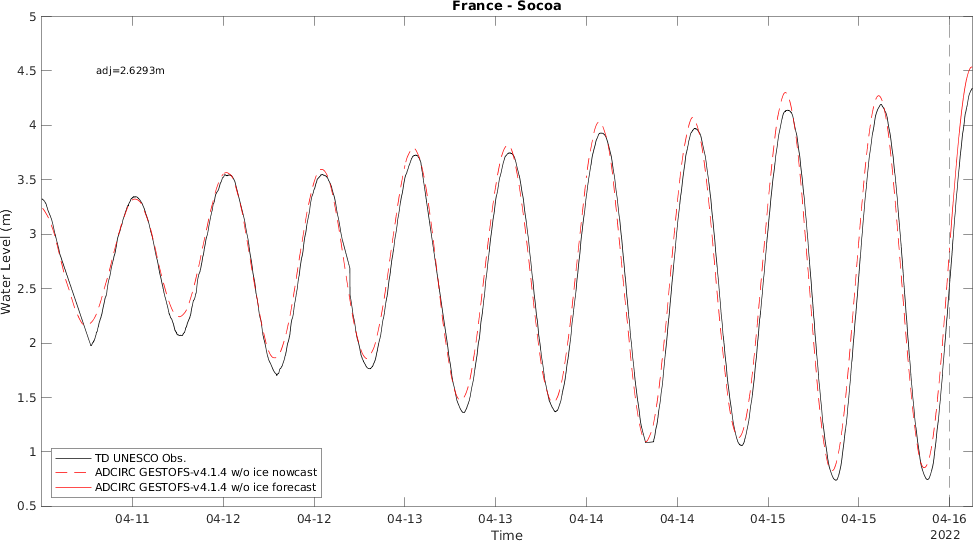 France - Socoa
adj=2.6293m
5
4.5
4
3.5
3
2.5
2
1.5
1
0.5
Water Level (m)
TD UNESCO Obs.
ADCIRC GESTOFS-v4.1.4 w/o ice nowcast
ADCIRC GESTOFS-v4.1.4 w/o ice forecast
04-11 04-12 04-12 04-13 04-13 04-14 04-14 04-15 04-15 04-16
2022
Time